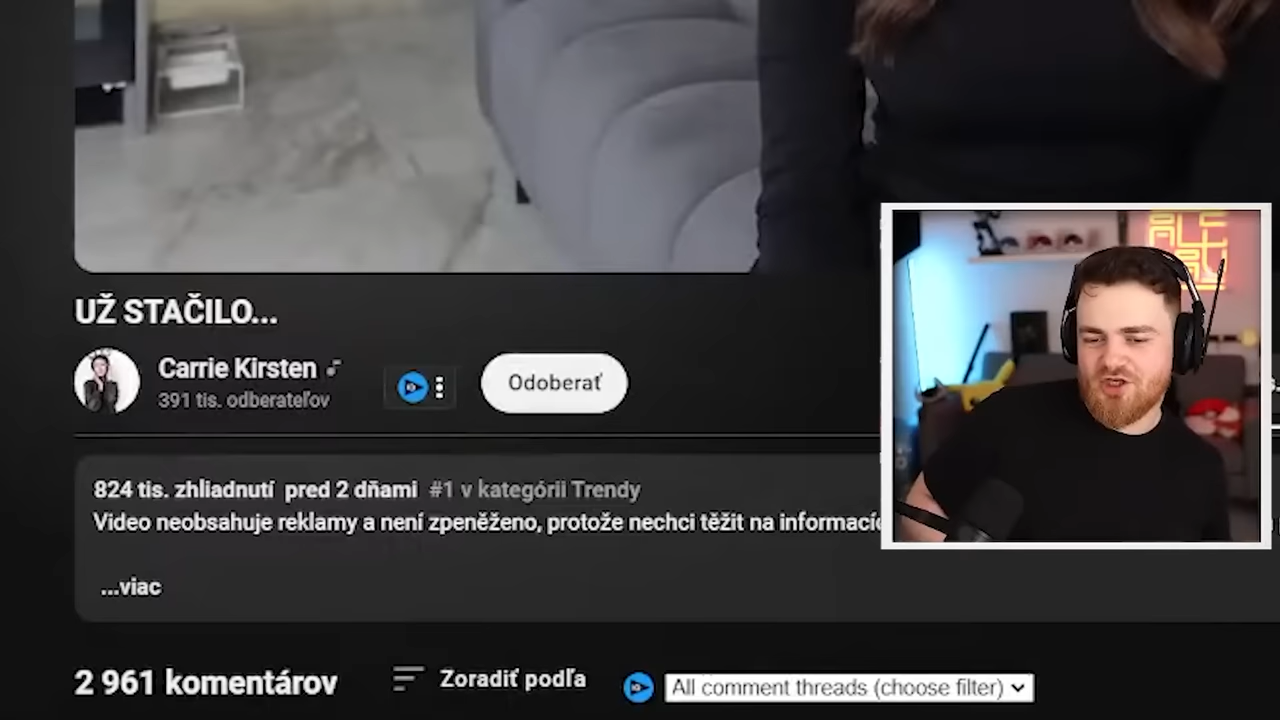 UŽ STAČILO...
Carrie Kirsten
391 tis. odberateľov
Odoberať
824 tis. zhliadnutí pred 2 dňami #1 v kategórii Trendy
Video neobsahuje reklamy a není zpeněženo, protože nechci těžit na
...viac
2 961 komentárov
Zoradiť podľa
All comment threads (choose filter)